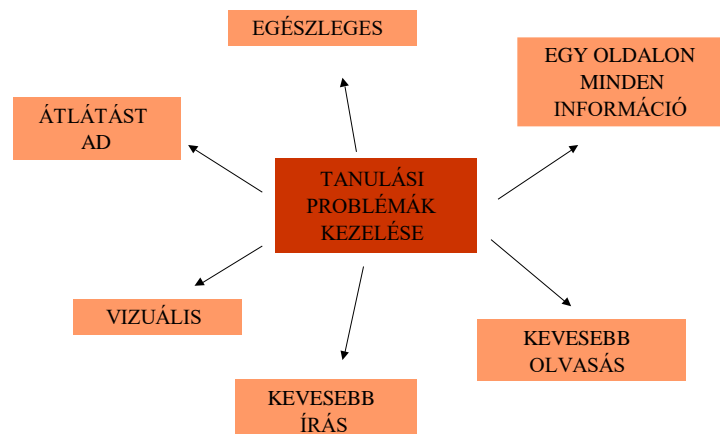 EGÉSZLEGES
EGY OLDALON
MINDEN
INFORMÁCIÓ
ÁTLÁTÁST
AD
TANULÁSI
PROBLÉMÁK
KEZELÉSE
VIZUÁLIS
KEVESEBB
OLVASÁS
KEVESEBB
ÍRÁS